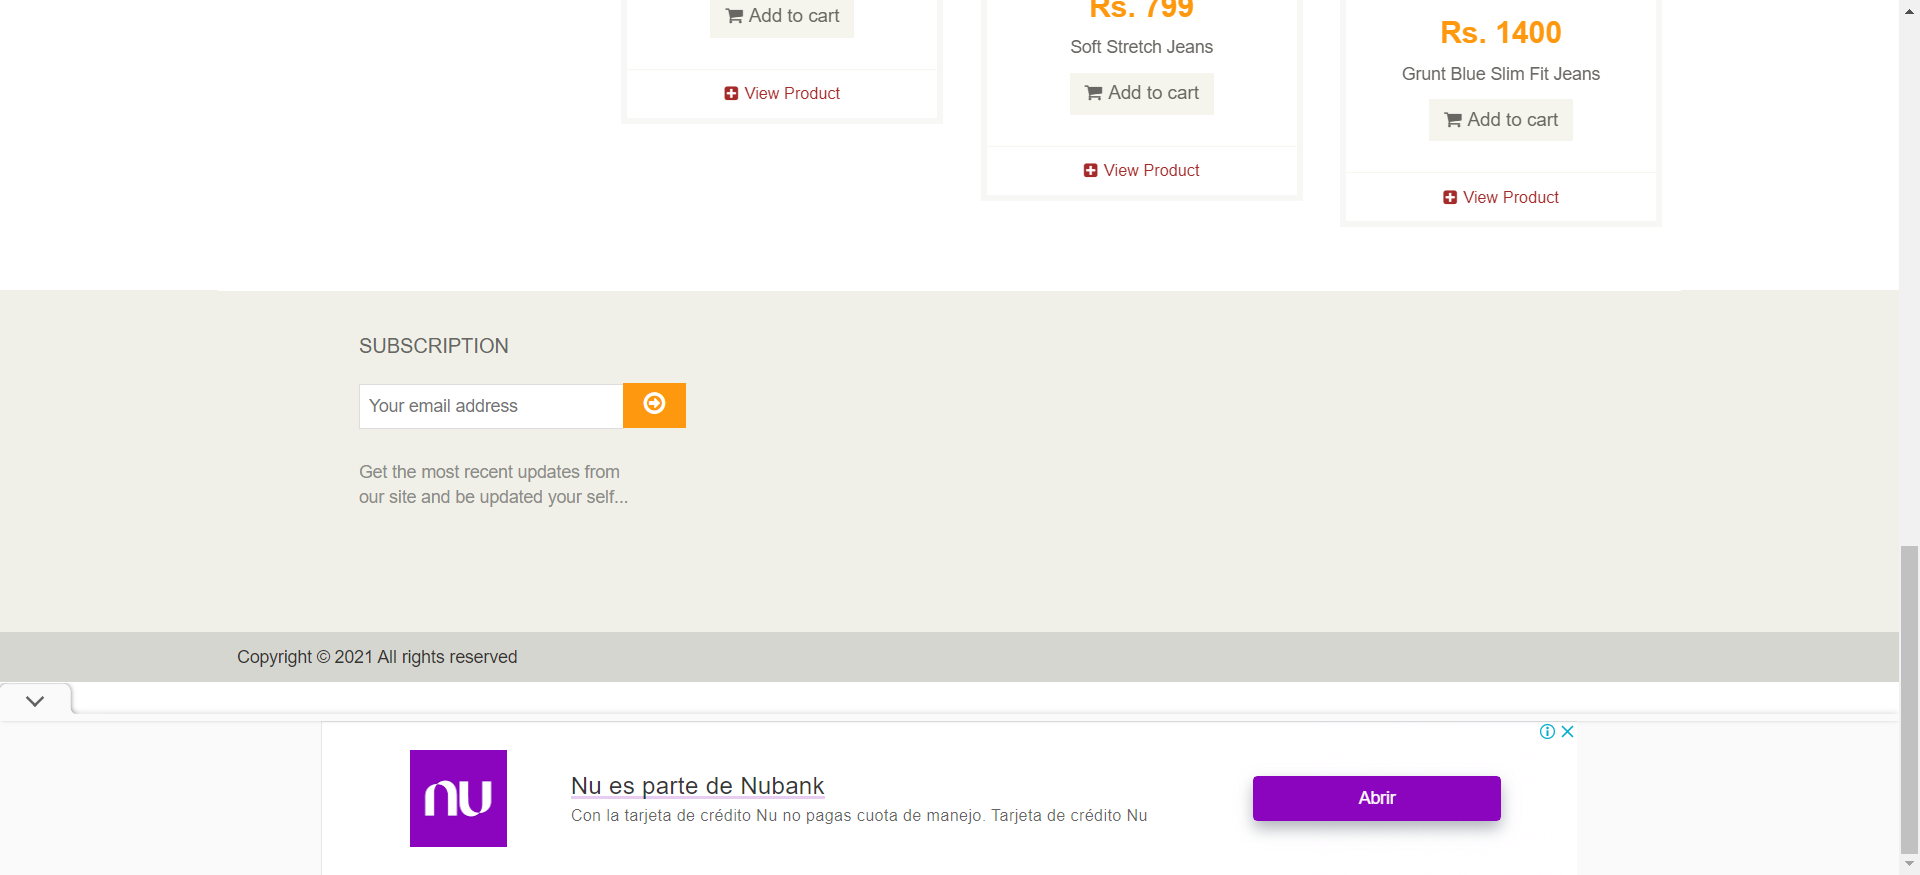 Add to cart
View Product
Rs. 799
Soft Stretch Jeans
Add to cart
View Product
Rs. 1400
Grunt Blue Slim Fit Jeans
Add to cart
View Product
SUBSCRIPTION
Your email address
Get the most recent updates from
our site and be updated your self...
Copyright © 2021 All rights reserved
nu
Nu es parte de Nubank
Con la tarjeta de crédito Nu no pagas cuota de manejo. Tarjeta de crédito Nu
Abrir